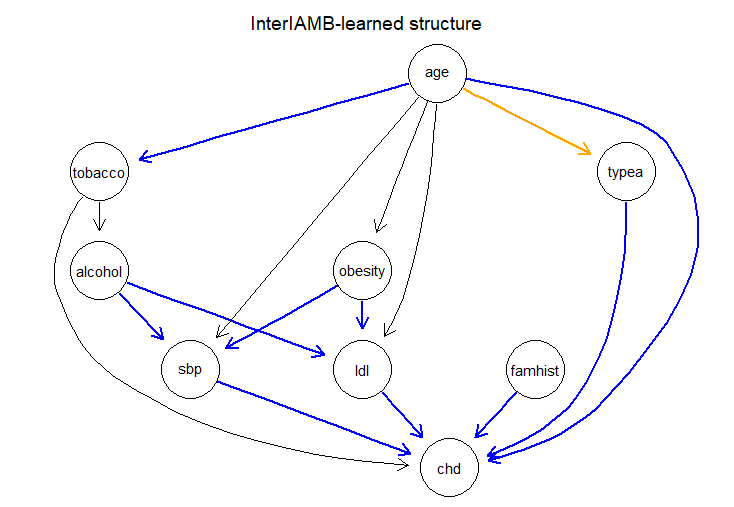 InterIAMB-learned structure
age
tobacco
typea
alcohol
obesity
sbp
ldl
famhist
chd